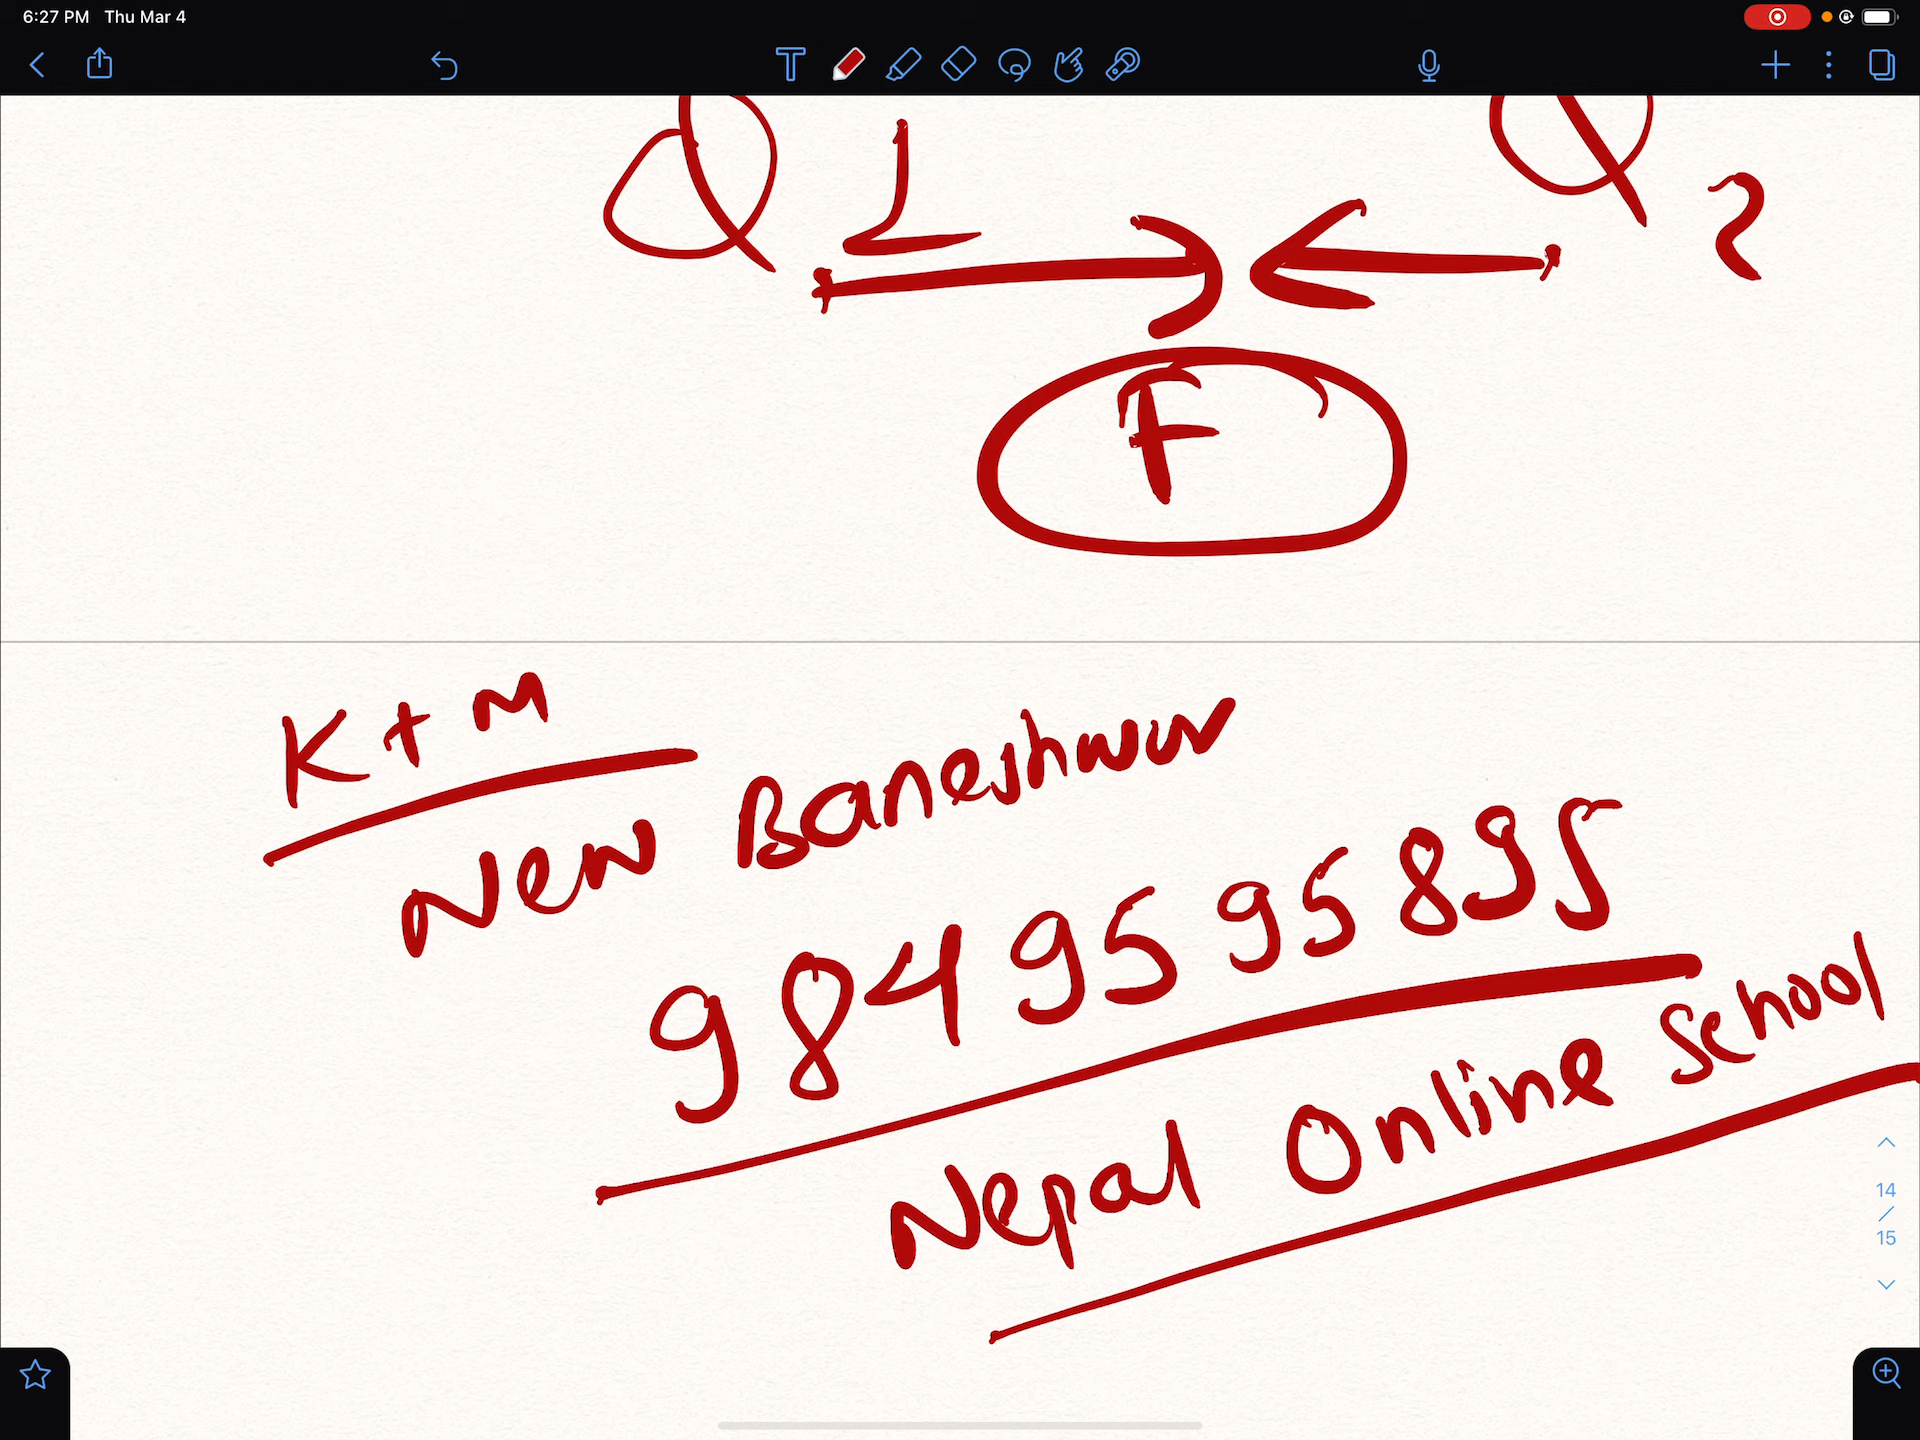 6:27 PM Thu Mar 4
Q1 Q2
F
K+M
New Baneshwor
9849595895
Nepal Online School
14
/
15